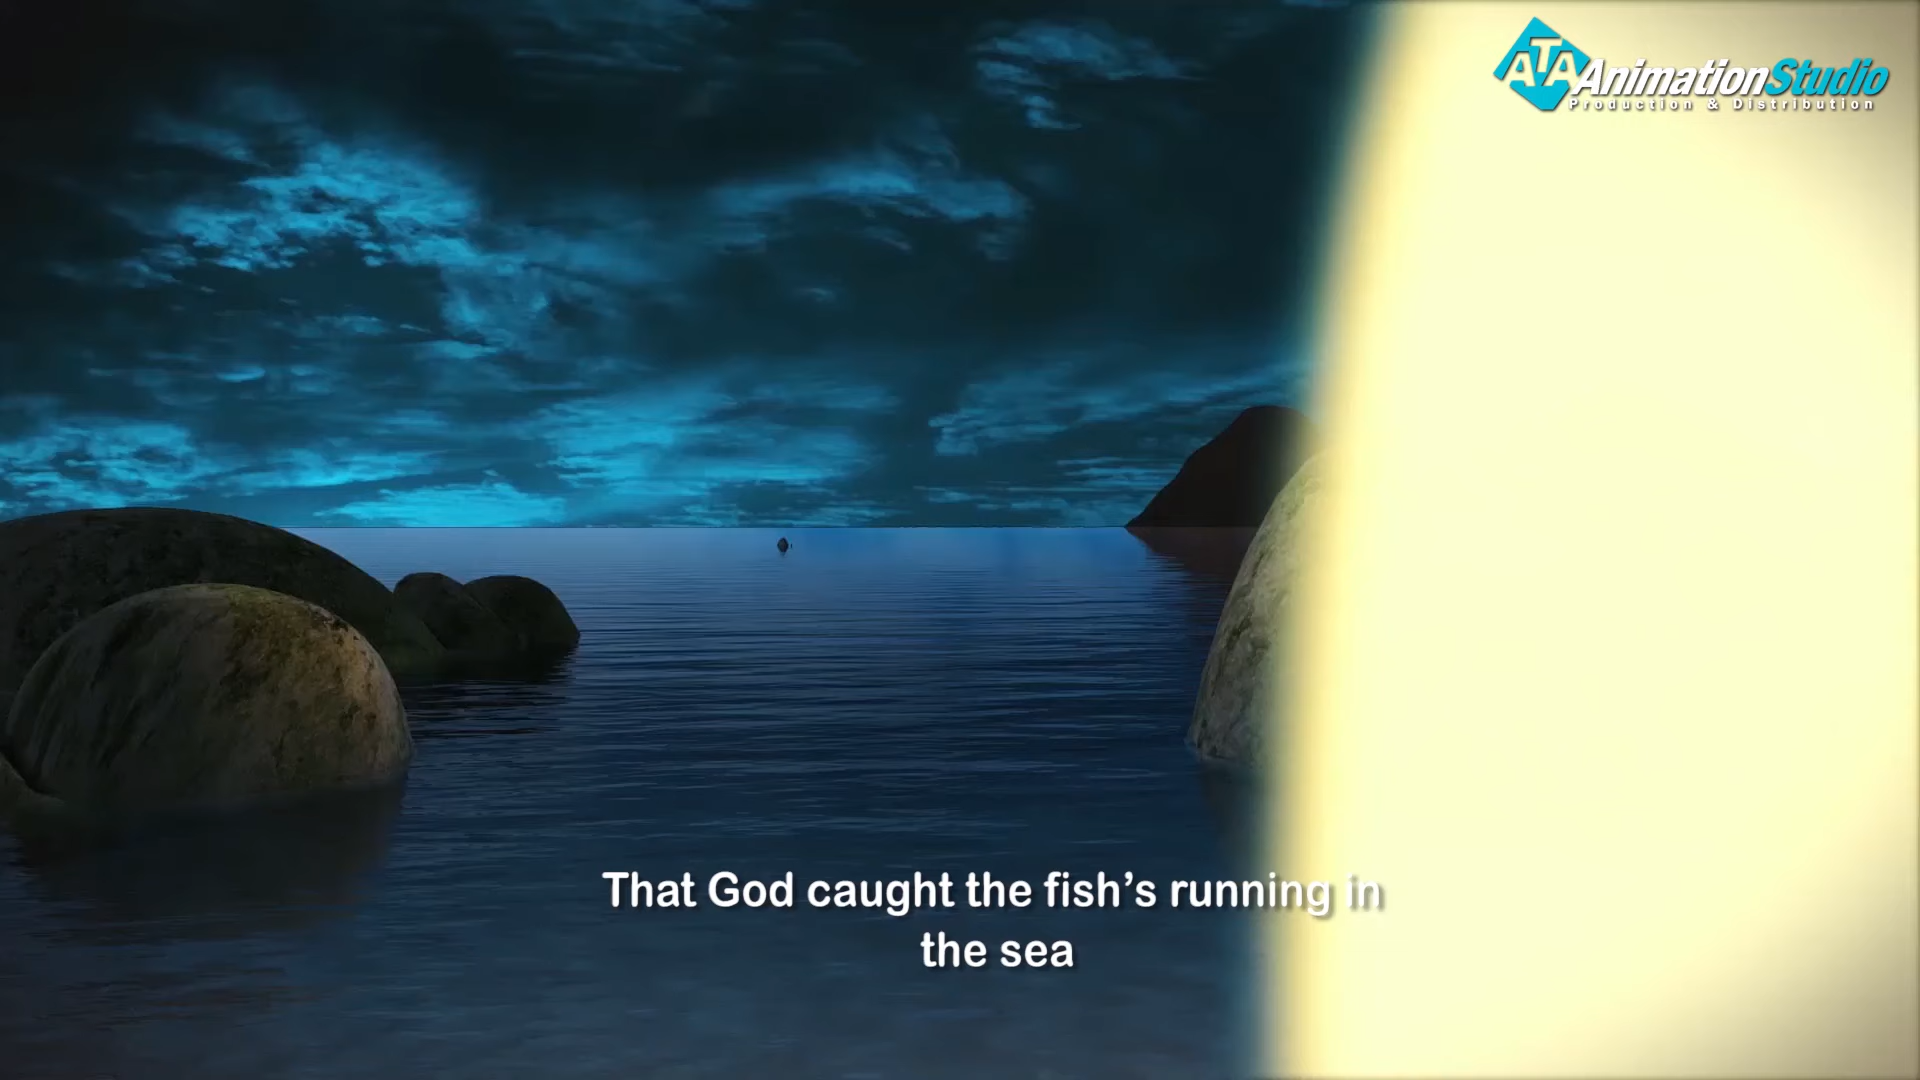 ATA AnimationStudio
Production & Distribution
That God caught the fish’s running in
the sea